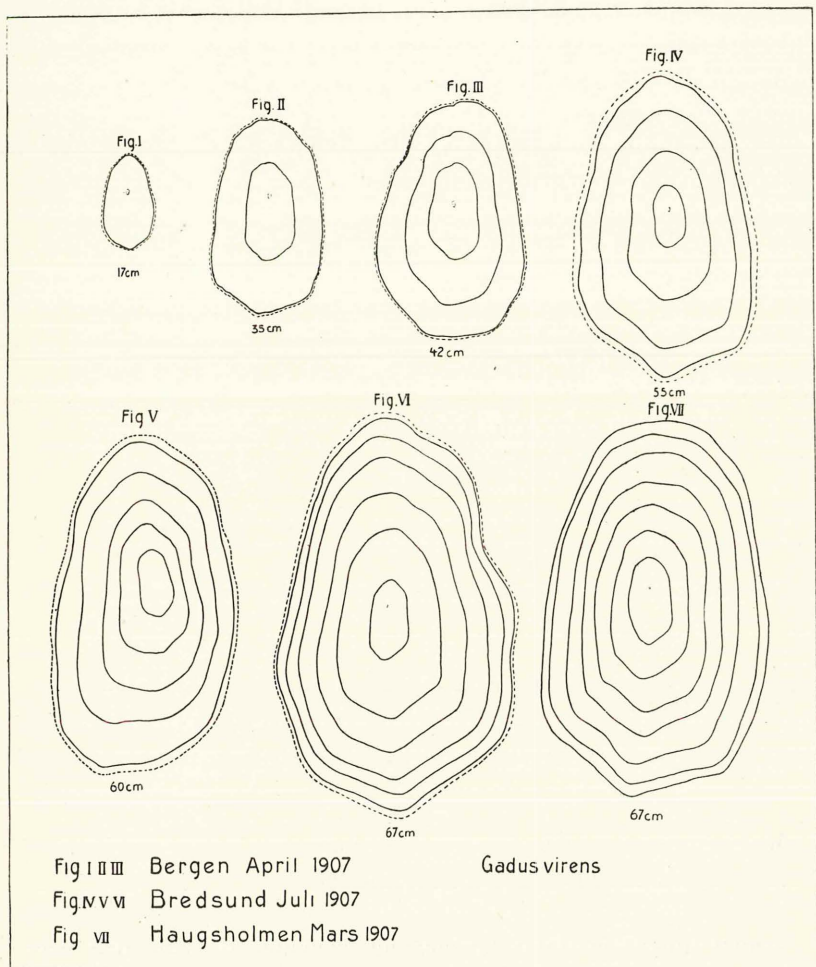 Fig. I
17cm
Fig. II
35cm
Fig. III
42cm
Fig. IV
55cm
Fig V
60cm
Fig. VI
67cm
Fig. VII
67cm
Fig I II III Bergen April 1907
Gadus virens
Fig. IV V VI Bredsund Juli 1907
Fig VII Haugsholmen Mars 1907